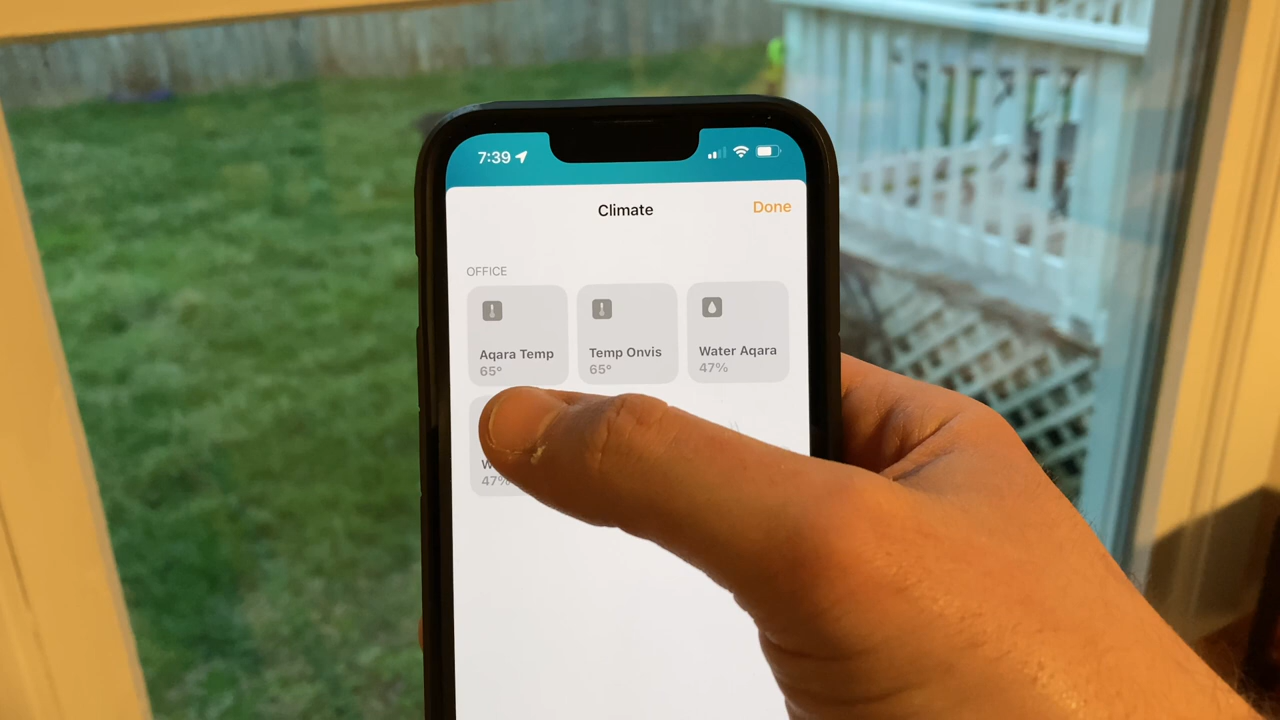 7:39
Climate
Done
OFFICE
Aqara Temp
65°
Temp Onvis
65°
Water Aqara
47%
47%